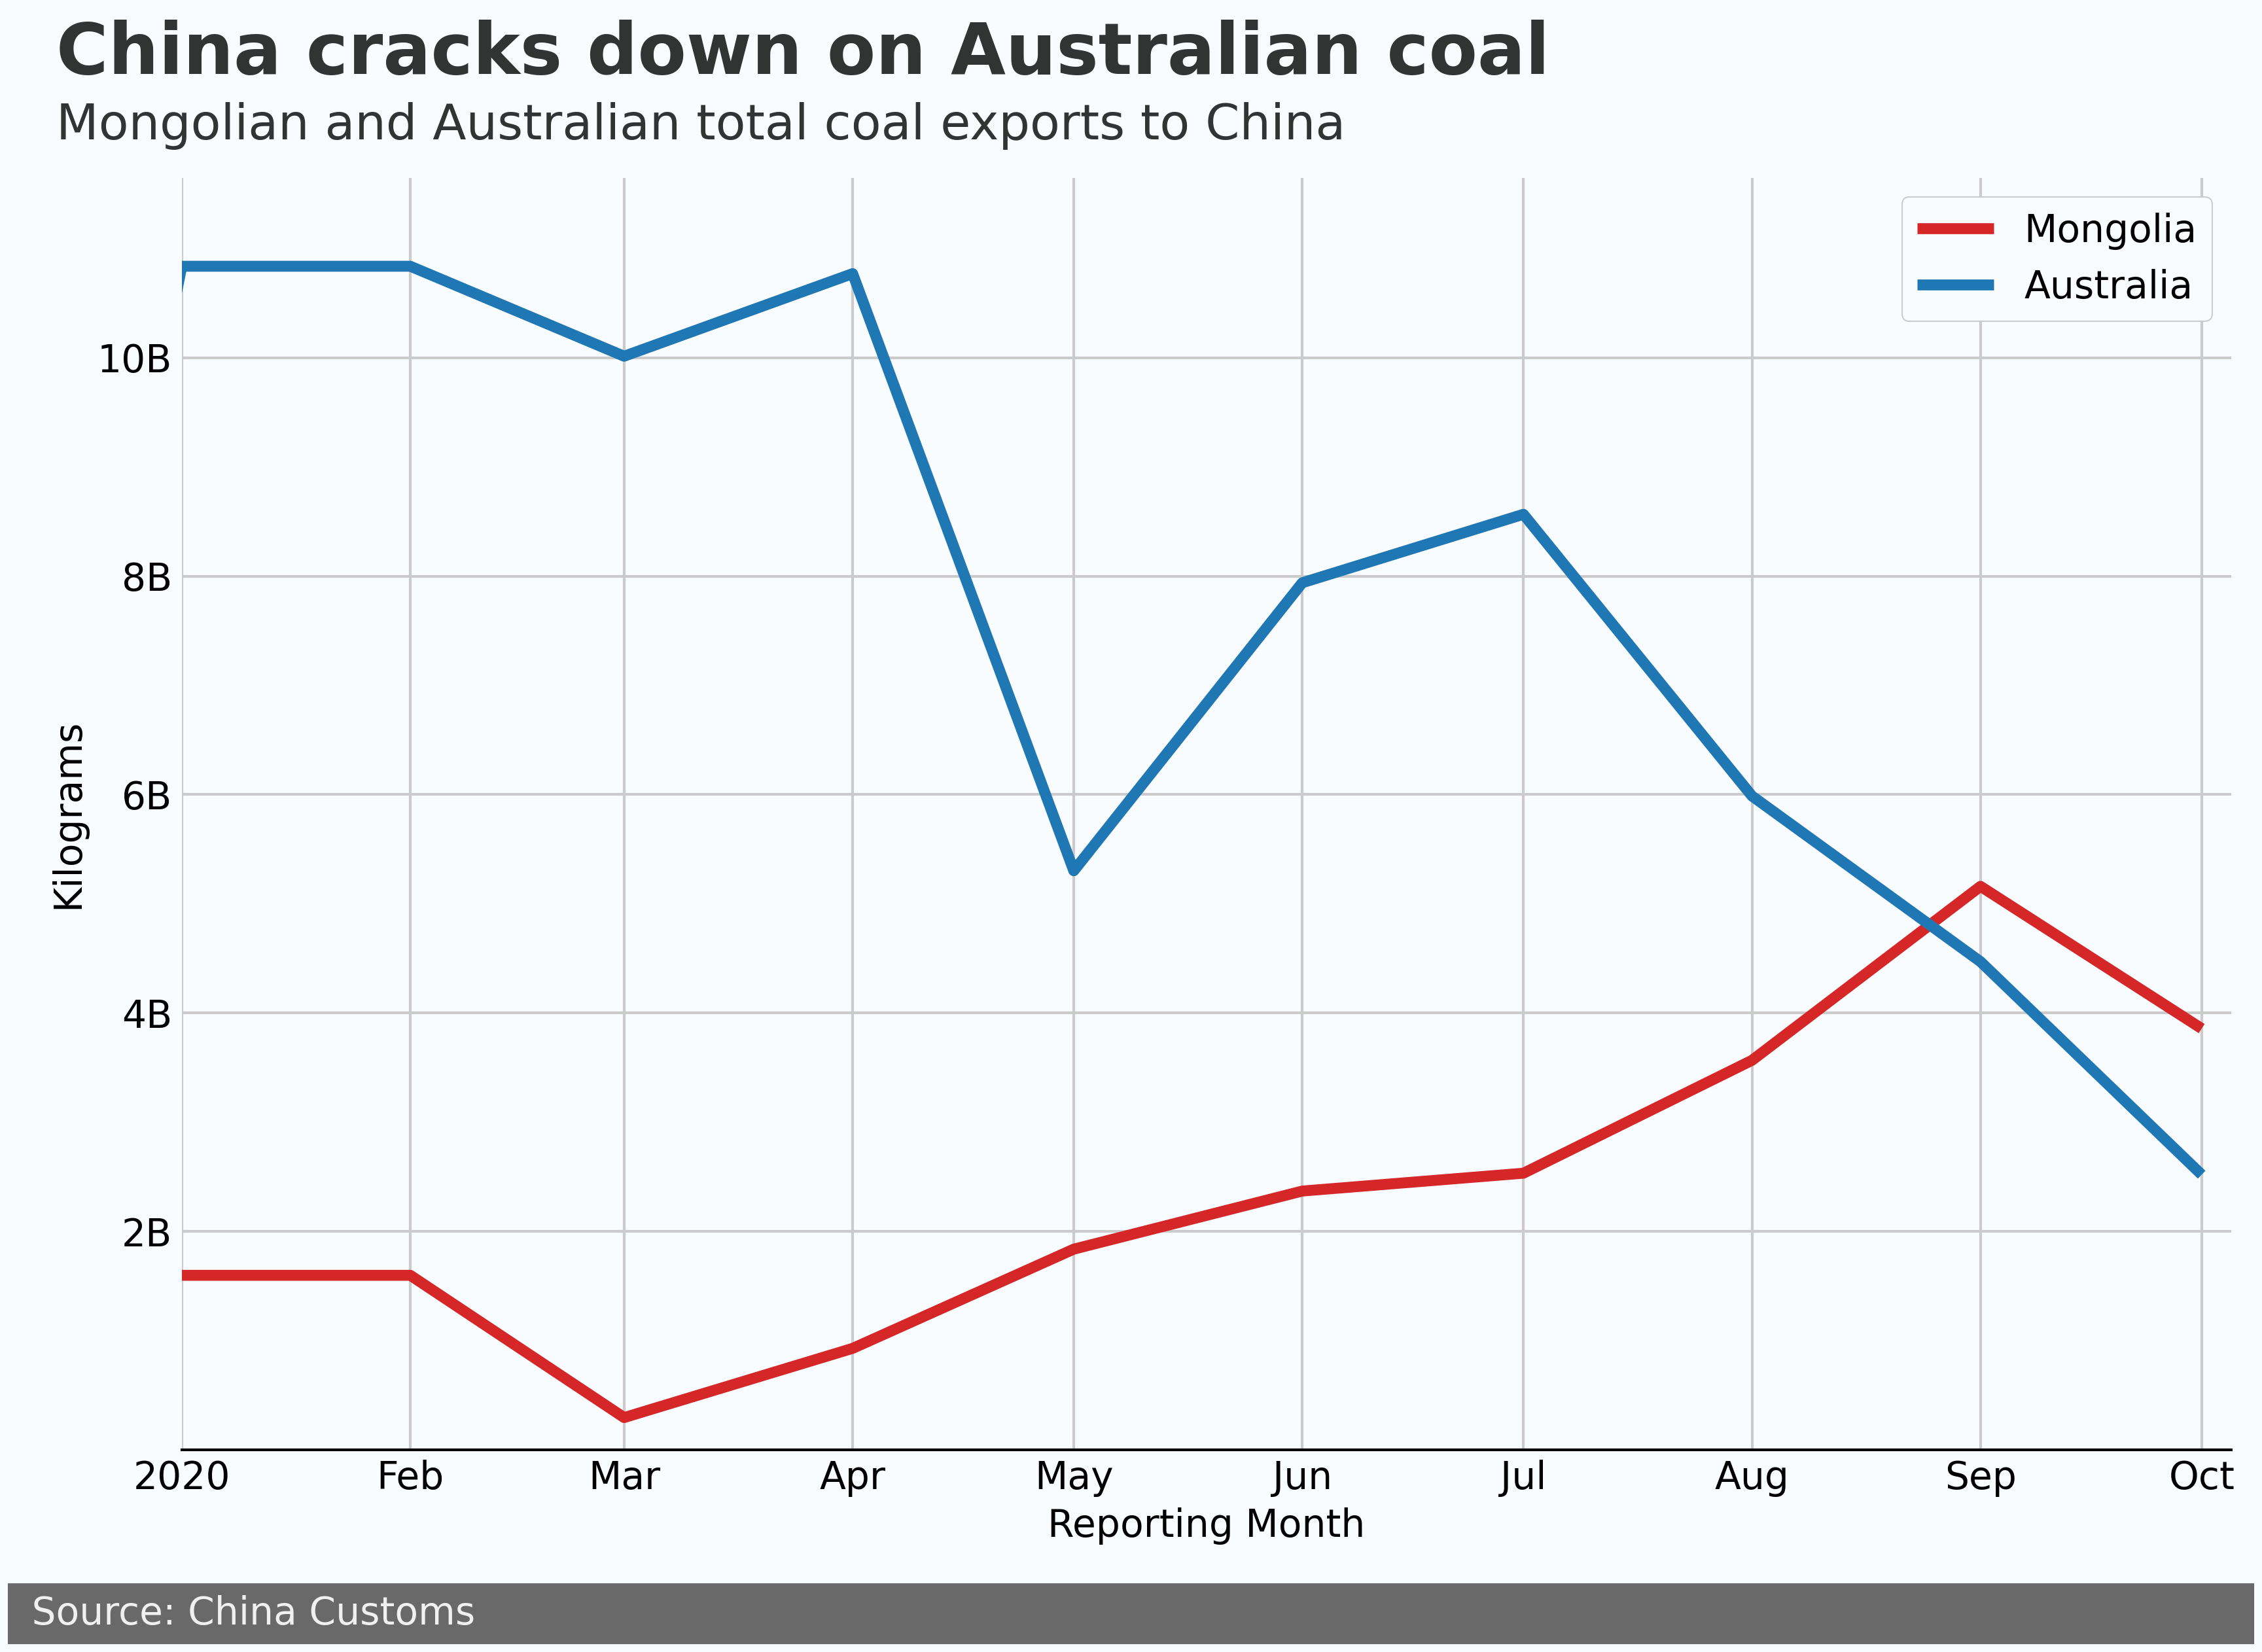 China cracks down on Australian coal
Mongolian and Australian total coal exports to China
Mongolia
Australia
10B
8B
6B
4B
2B
Kilograms
2020 Feb Mar Apr May Jun Jul Aug Sep Oct
Reporting Month
Source: China Customs